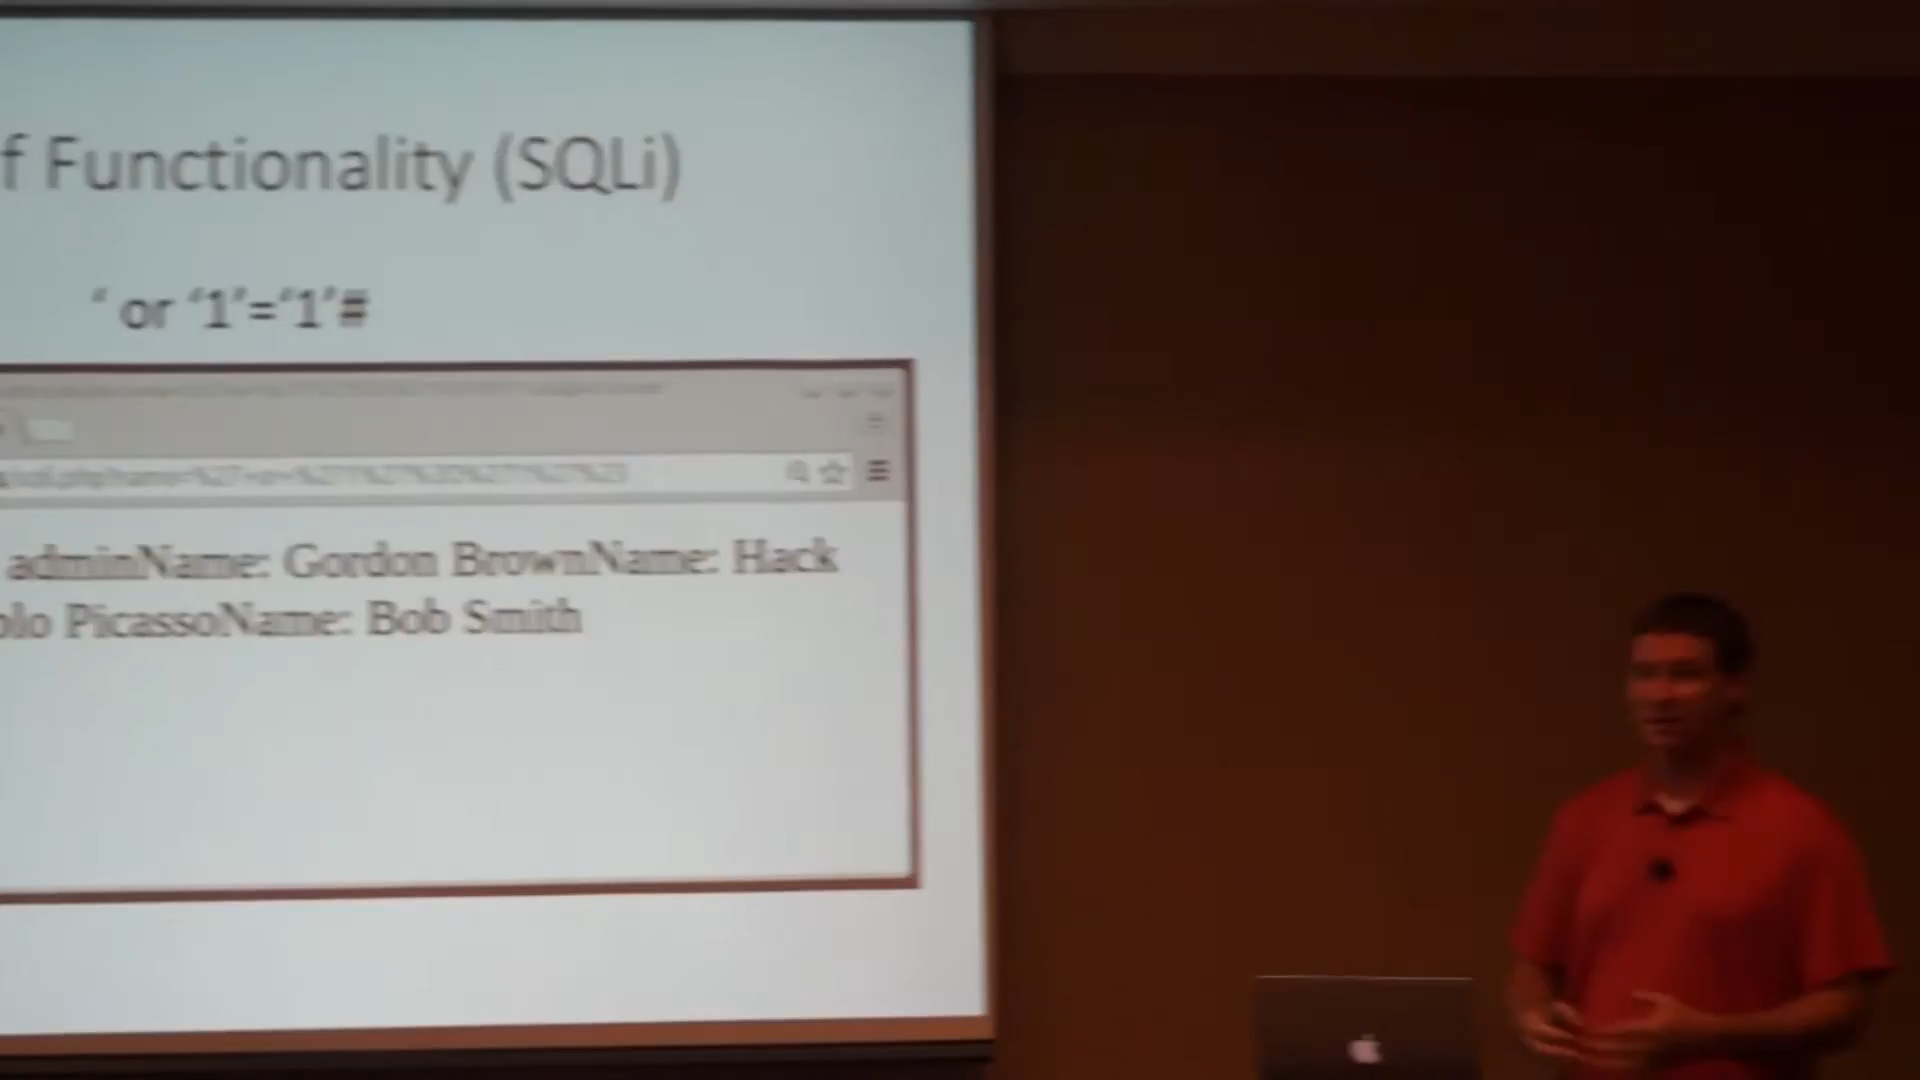 f Functionality (SQLi)
‘ or ‘1’=‘1’#
adminName: Gordon BrownName: Hack
olo PicassoName: Bob Smith